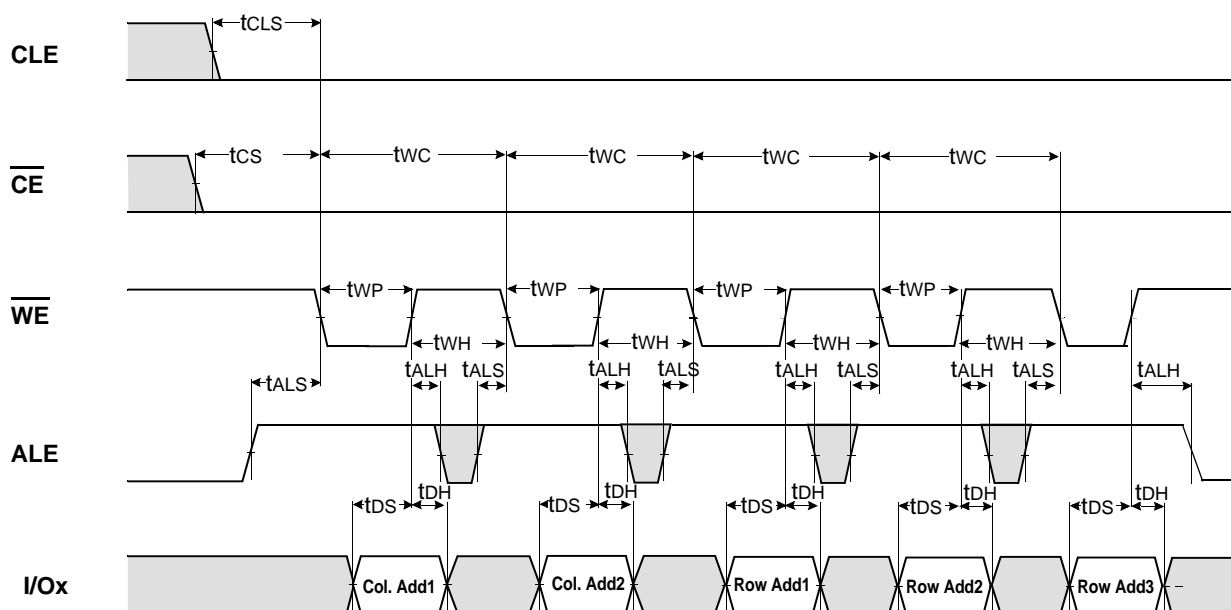 tCLS
CLE
tCS tWC tWC tWC tWC
CE
tWP tWP tWP tWP
WE
tWH tWH tWH tWH
tALH tALS tALH tALS tALH tALS tALH tALS tALH
tALS
ALE
tDS tDH tDS tDH tDS tDH tDS tDH tDS tDH
I/Ox Col. Add1 Col. Add2 Row Add1 Row Add2 Row Add3